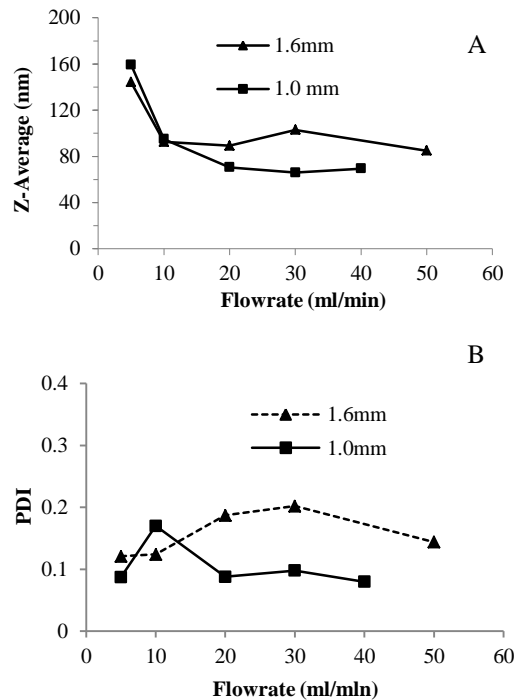 A
Z-Average (nm)
200
160
120
80
40
0
1.6mm
1.0 mm
0 10 20 30 40 50 60
Flowrate (ml/min)
B
PDI
0.4
0.3
0.2
0.1
0
1.6mm
1.0mm
0 10 20 30 40 50 60
Flowrate (ml/mln)